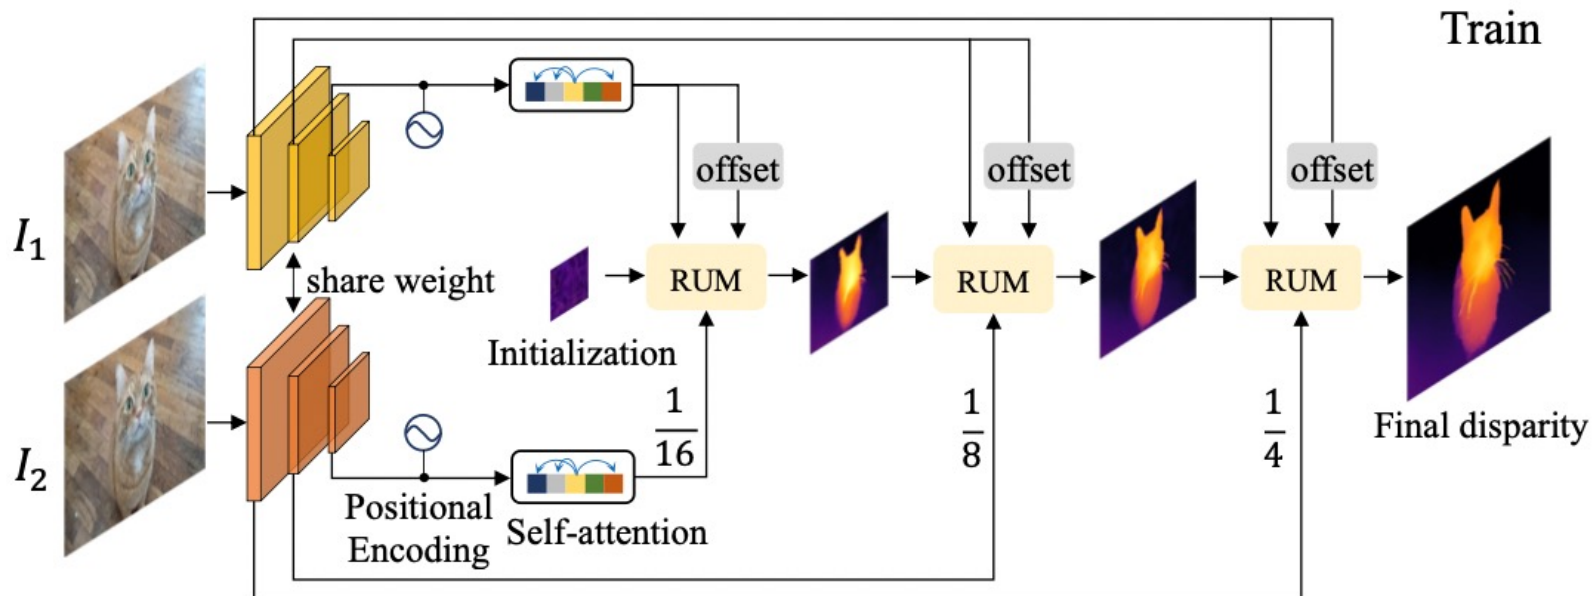 Train
offset
offset
offset
I₁
share weight
RUM
RUM
RUM
Initialization
1/16
1/8
1/4
Final disparity
I₂
Positional
Encoding
Self-attention